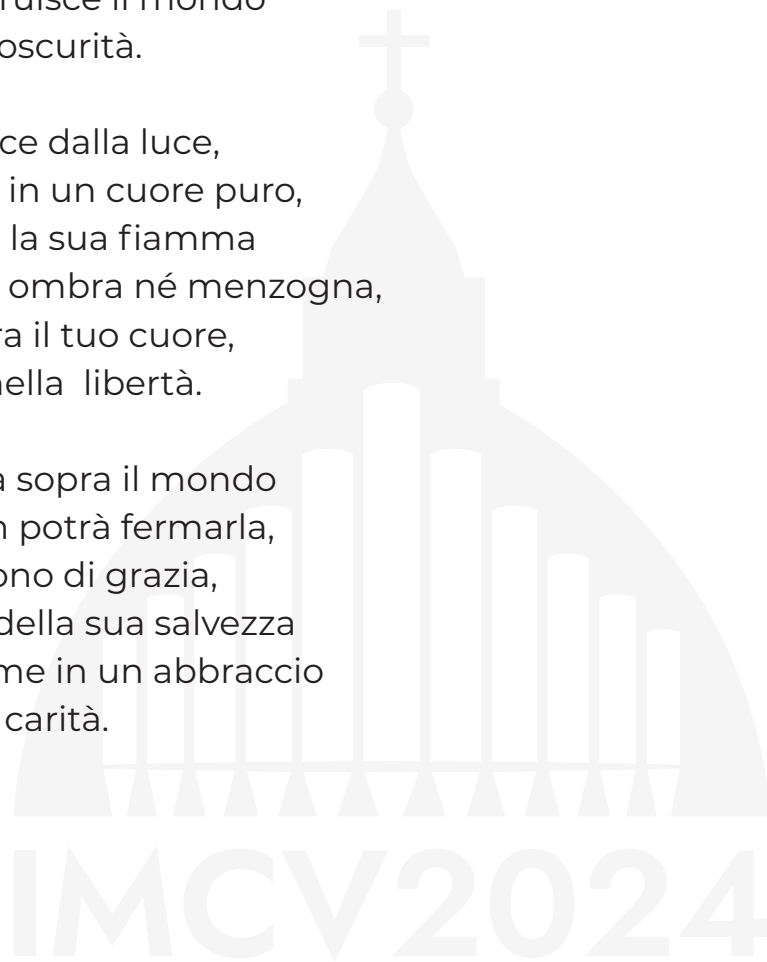 ruisce il mondo
oscurità.
ce dalla luce,
in un cuore puro,
la sua fiamma
ombra né menzogna,
ra il tuo cuore,
nella  libertà.
a sopra il mondo
n potrà fermarla,
ono di grazia,
della sua salvezza
me in un abbraccio
carità.
IMCV2024